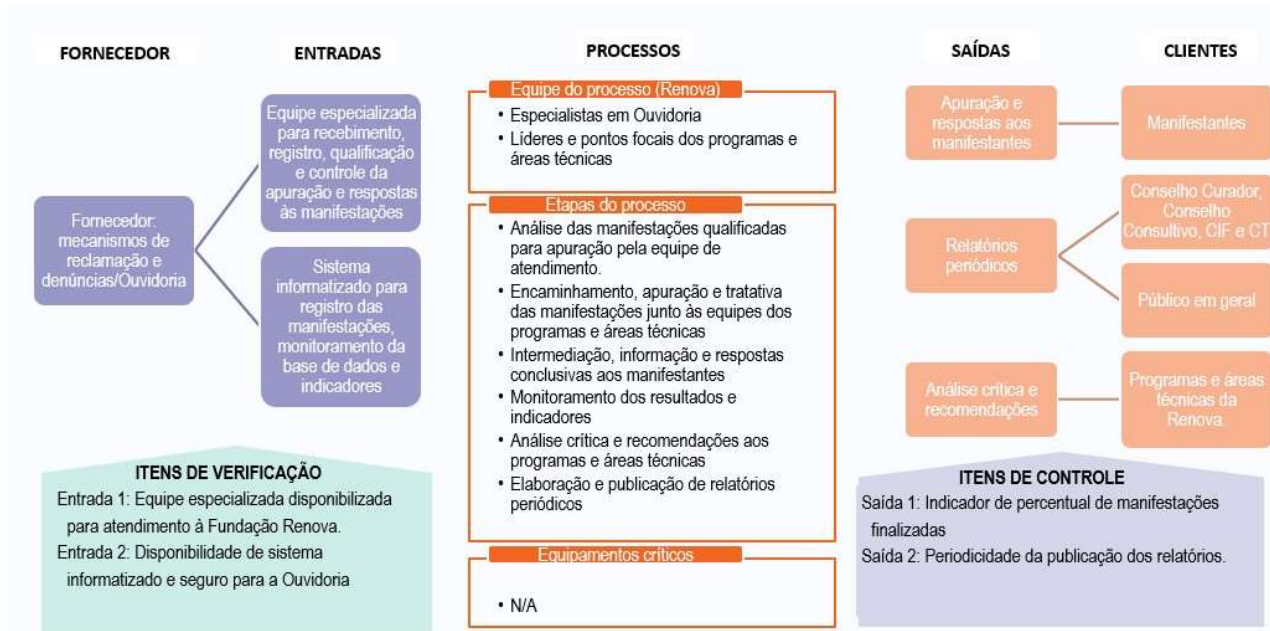 FORNECEDOR
ENTRADAS
PROCESSOS
SAÍDAS
CLIENTES
Fornecedor:
mecanismos de
reclamação e
denúncias/Ouvidoria
Equipe especializada
para recebimento,
registro, qualificação
e controle da
apuração e respostas
às manifestações
Sistema
informatizado para
registro das
manifestações,
monitoramento da
base de dados e
indicadores
Equipe do processo (Renova)
• Especialistas em Ouvidoria
• Líderes e pontos focais dos programas e
áreas técnicas
Etapas do processo
• Análise das manifestações qualificadas
para apuração pela equipe de
atendimento.
• Encaminhamento, apuração e tratativa
das manifestações junto às equipes dos
programas e áreas técnicas
• Intermediação, informação e respostas
conclusivas aos manifestantes
• Monitoramento dos resultados e
indicadores
• Análise crítica e recomendações aos
programas e áreas técnicas
• Elaboração e publicação de relatórios
periódicos
Equipamentos críticos
• N/A
Apuração e
respostas aos
manifestantes
Manifestantes
Relatórios
periódicos
Conselho Curador,
Conselho
Consultivo, CIF e CT
Público em geral
Análise crítica e
recomendações
Programas e áreas
técnicas da
Renova.
ITENS DE VERIFICAÇÃO
Entrada 1: Equipe especializada disponibilizada
para atendimento à Fundação Renova.
Entrada 2: Disponibilidade de sistema
informatizado e seguro para a Ouvidoria
ITENS DE CONTROLE
Saída 1: Indicador de percentual de manifestações
finalizadas
Saída 2: Periodicidade da publicação dos relatórios.